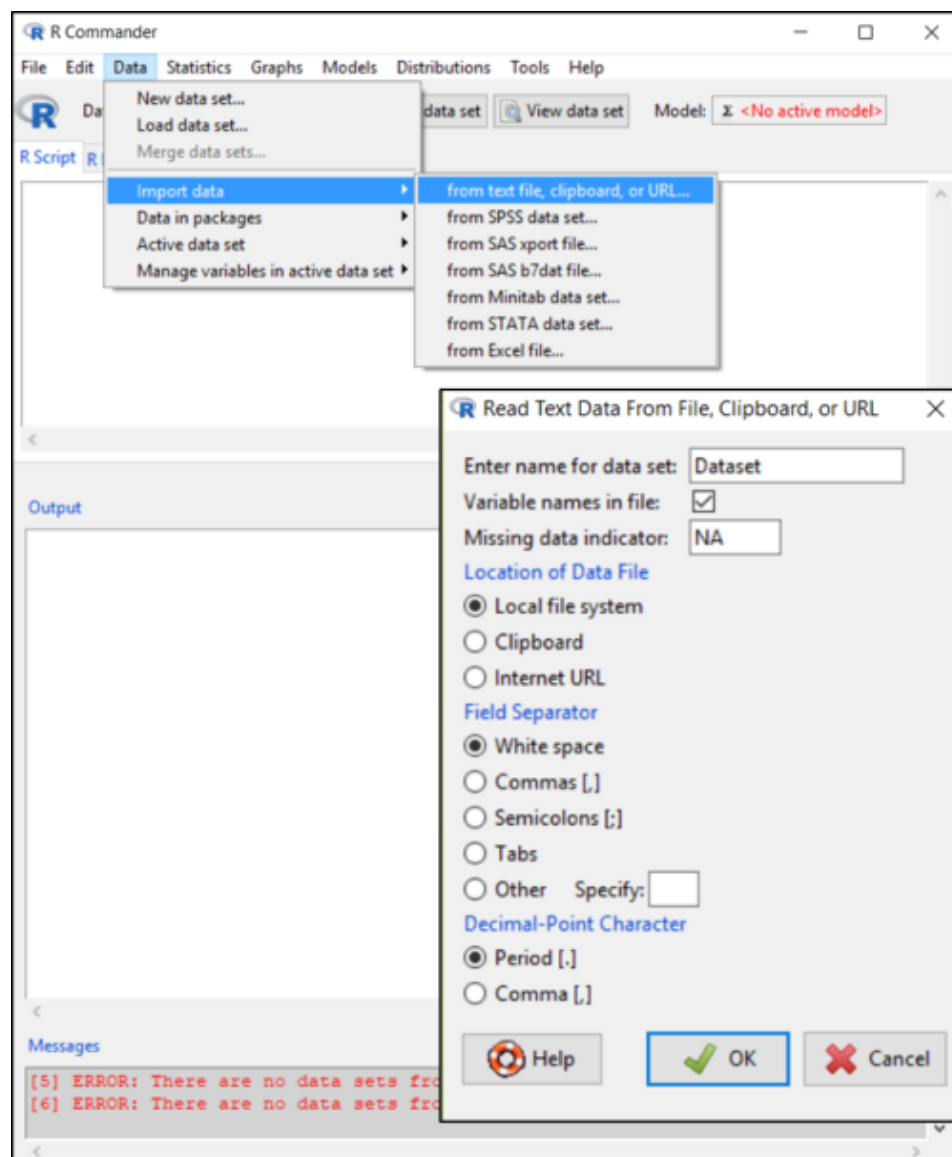 R Commander
File Edit Data Statistics Graphs Models Distributions Tools Help
New data set...
Load data set...
Merge data sets...
Import data
Data in packages
Active data set
Manage variables in active data set
data set View data set Model: Σ <No active model>
R Script R
from text file, clipboard, or URL...
from SPSS data set...
from SAS xport file...
from SAS b7dat file...
from Minitab data set...
from STATA data set...
from Excel file...
Output
Read Text Data From File, Clipboard, or URL
Enter name for data set: Dataset
Variable names in file:
Missing data indicator: NA
Location of Data File
Local file system
Clipboard
Internet URL
Field Separator
White space
Commas [,]
Semicolons [;]
Tabs
Other Specify:
Decimal-Point Character
Period [.]
Comma [,]
Help OK Cancel
Messages
[5] ERROR: There are no data sets
[6] ERROR: There are no data sets